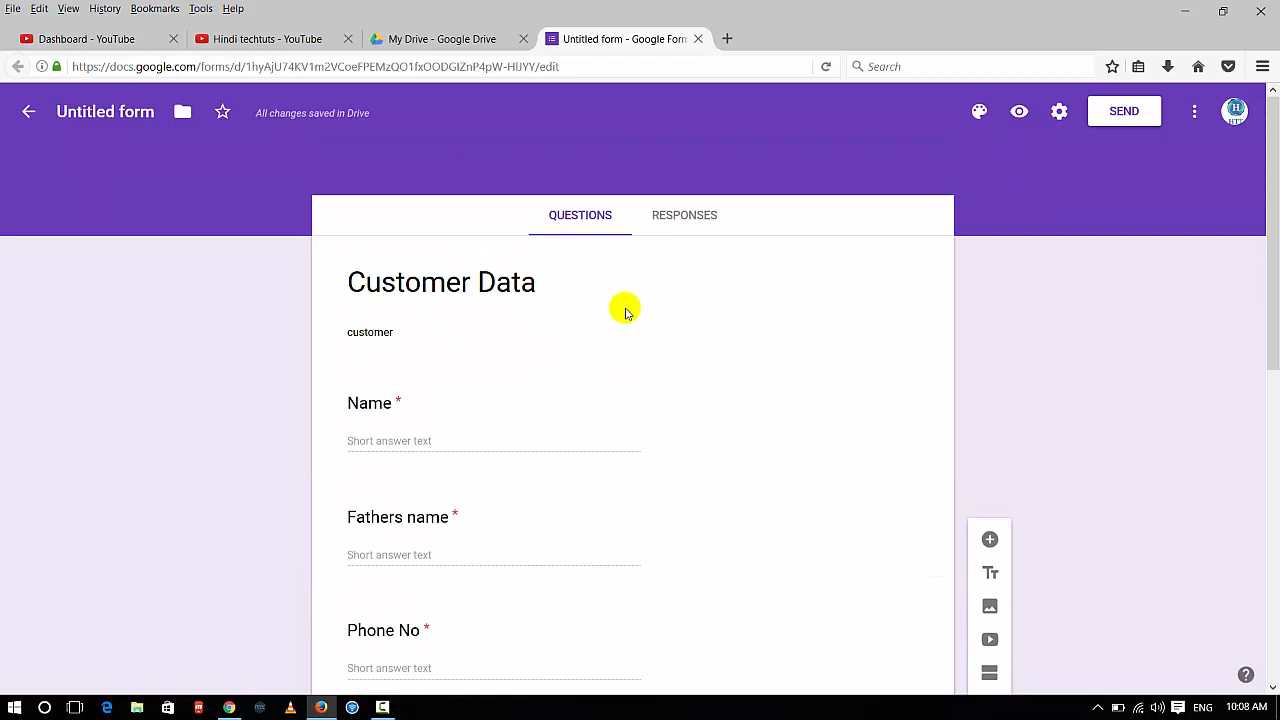 File Edit View History Bookmarks Tools Help
Dashboard - YouTube
Hindi techtuts - YouTube
My Drive - Google Drive
Untitled form - Google Form
https://docs.google.com/forms/d/1hyAjU74KV1m2VCoeFPEMzQO1fxOODGIZnP4pW-HlJYY/edit
Search
Untitled form
All changes saved in Drive
SEND
QUESTIONS
RESPONSES
Customer Data
customer
Name *
Short answer text
Fathers name *
Short answer text
Phone No *
Short answer text
ENG
10:08 AM